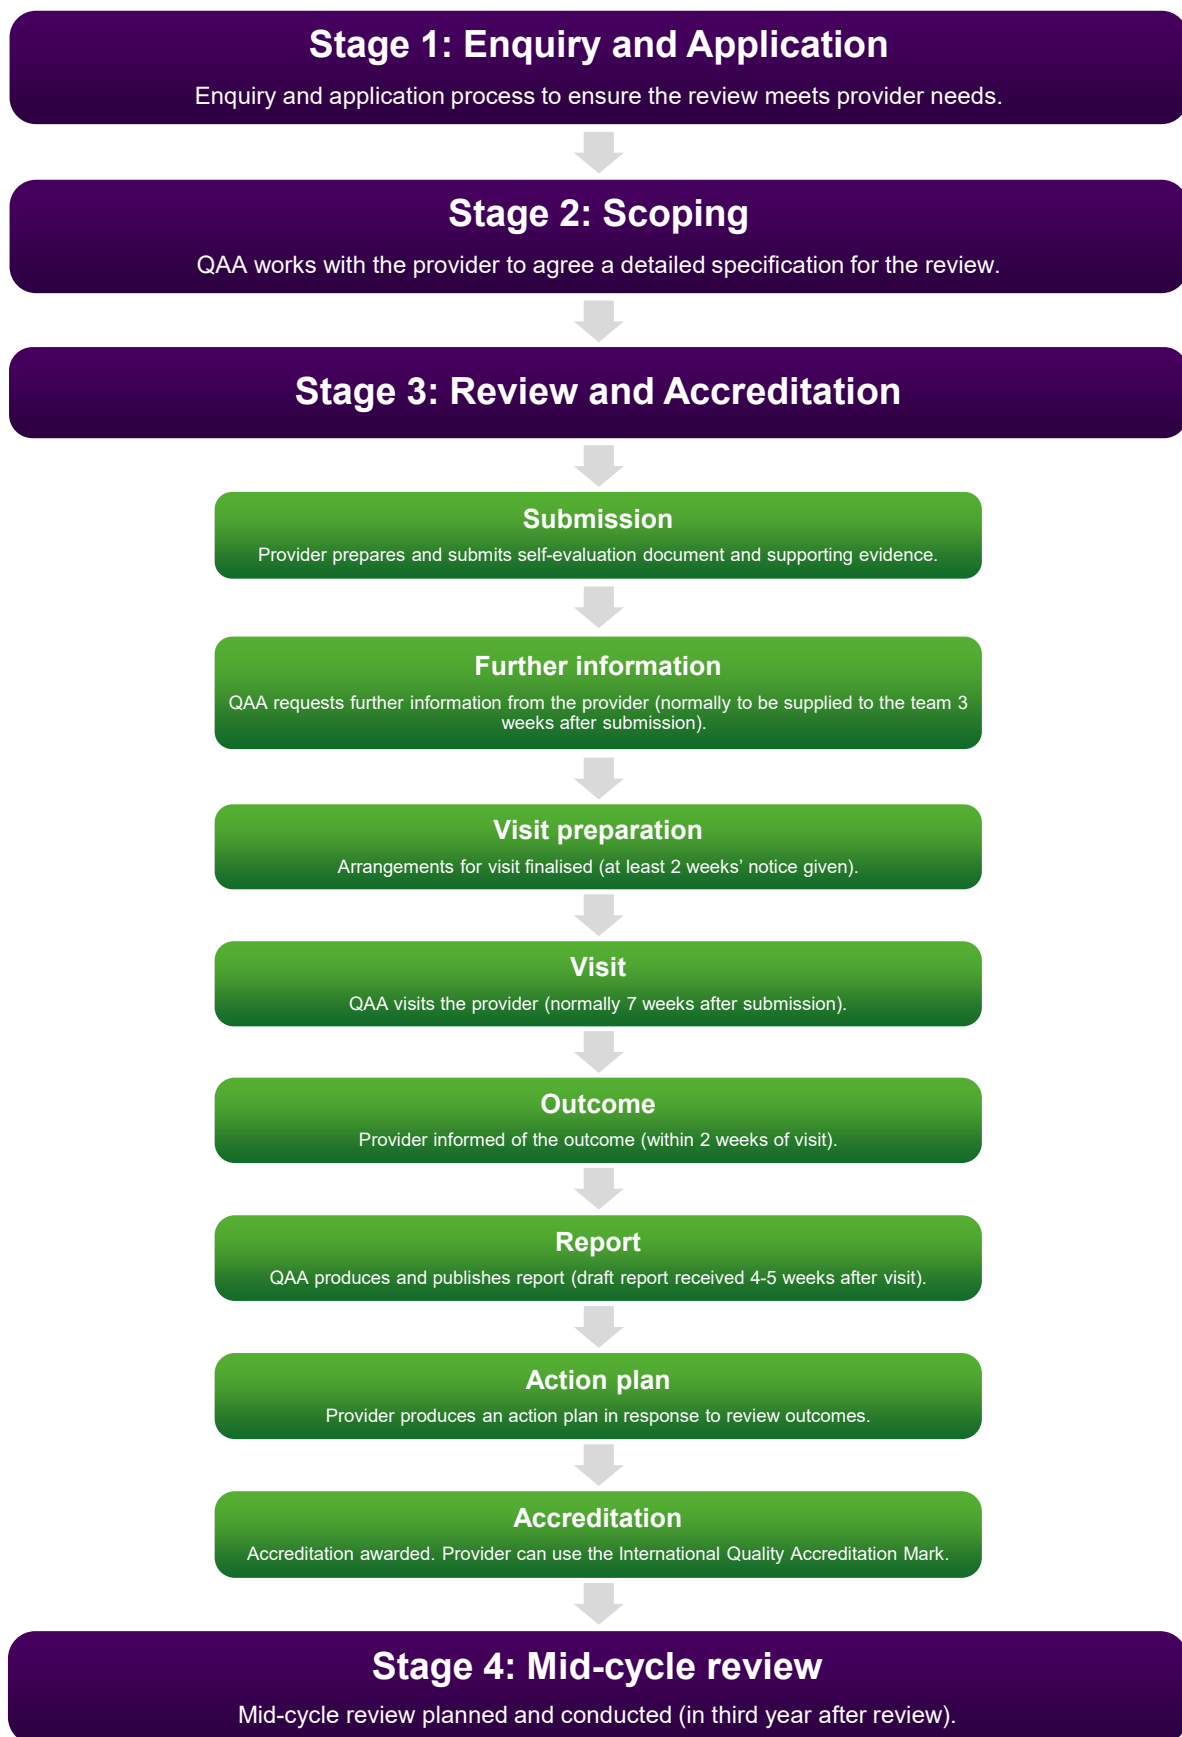 Stage 1: Enquiry and Application
Enquiry and application process to ensure the review meets provider needs.
Stage 2: Scoping
QAA works with the provider to agree a detailed specification for the review.
Stage 3: Review and Accreditation
Submission
Provider prepares and submits self-evaluation document and supporting evidence.
Further information
QAA requests further information from the provider (normally to be supplied to the team 3
weeks after submission).
Visit preparation
Arrangements for visit finalised (at least 2 weeks’ notice given).
Visit
QAA visits the provider (normally 7 weeks after submission).
Outcome
Provider informed of the outcome (within 2 weeks of visit).
Report
QAA produces and publishes report (draft report received 4-5 weeks after visit).
Action plan
Provider produces an action plan in response to review outcomes.
Accreditation
Accreditation awarded. Provider can use the International Quality Accreditation Mark.
Stage 4: Mid-cycle review
Mid-cycle review planned and conducted (in third year after review).